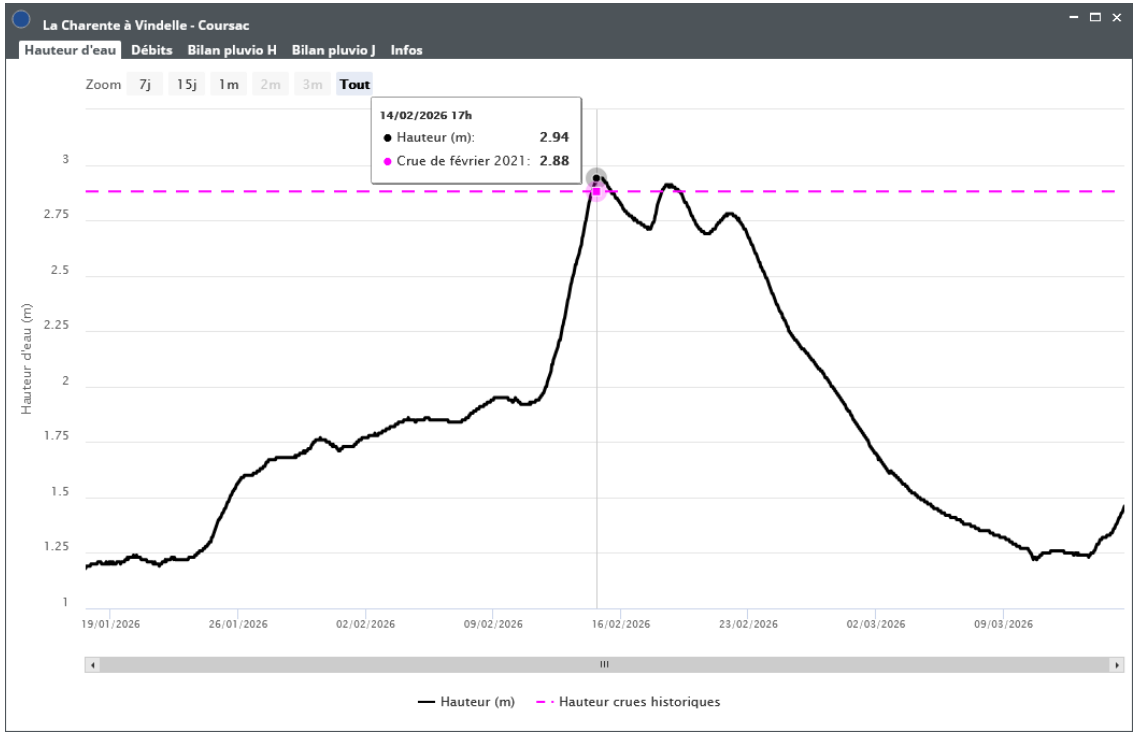 La Charente à Vindelle - Coursac
Hauteur d'eau Débits Bilan pluvio H Bilan pluvio J Infos
Zoom 7j 15j 1m 2m 3m Tout
14/02/2026 17h
Hauteur (m): 2.94
Crue de février 2021: 2.88
Hauteur d'eau (m)
3
2.75
2.5
2.25
2
1.75
1.5
1.25
1
19/01/2026 26/01/2026 02/02/2026 09/02/2026 16/02/2026 23/02/2026 02/03/2026 09/03/2026
Hauteur (m) Hauteur crues historiques